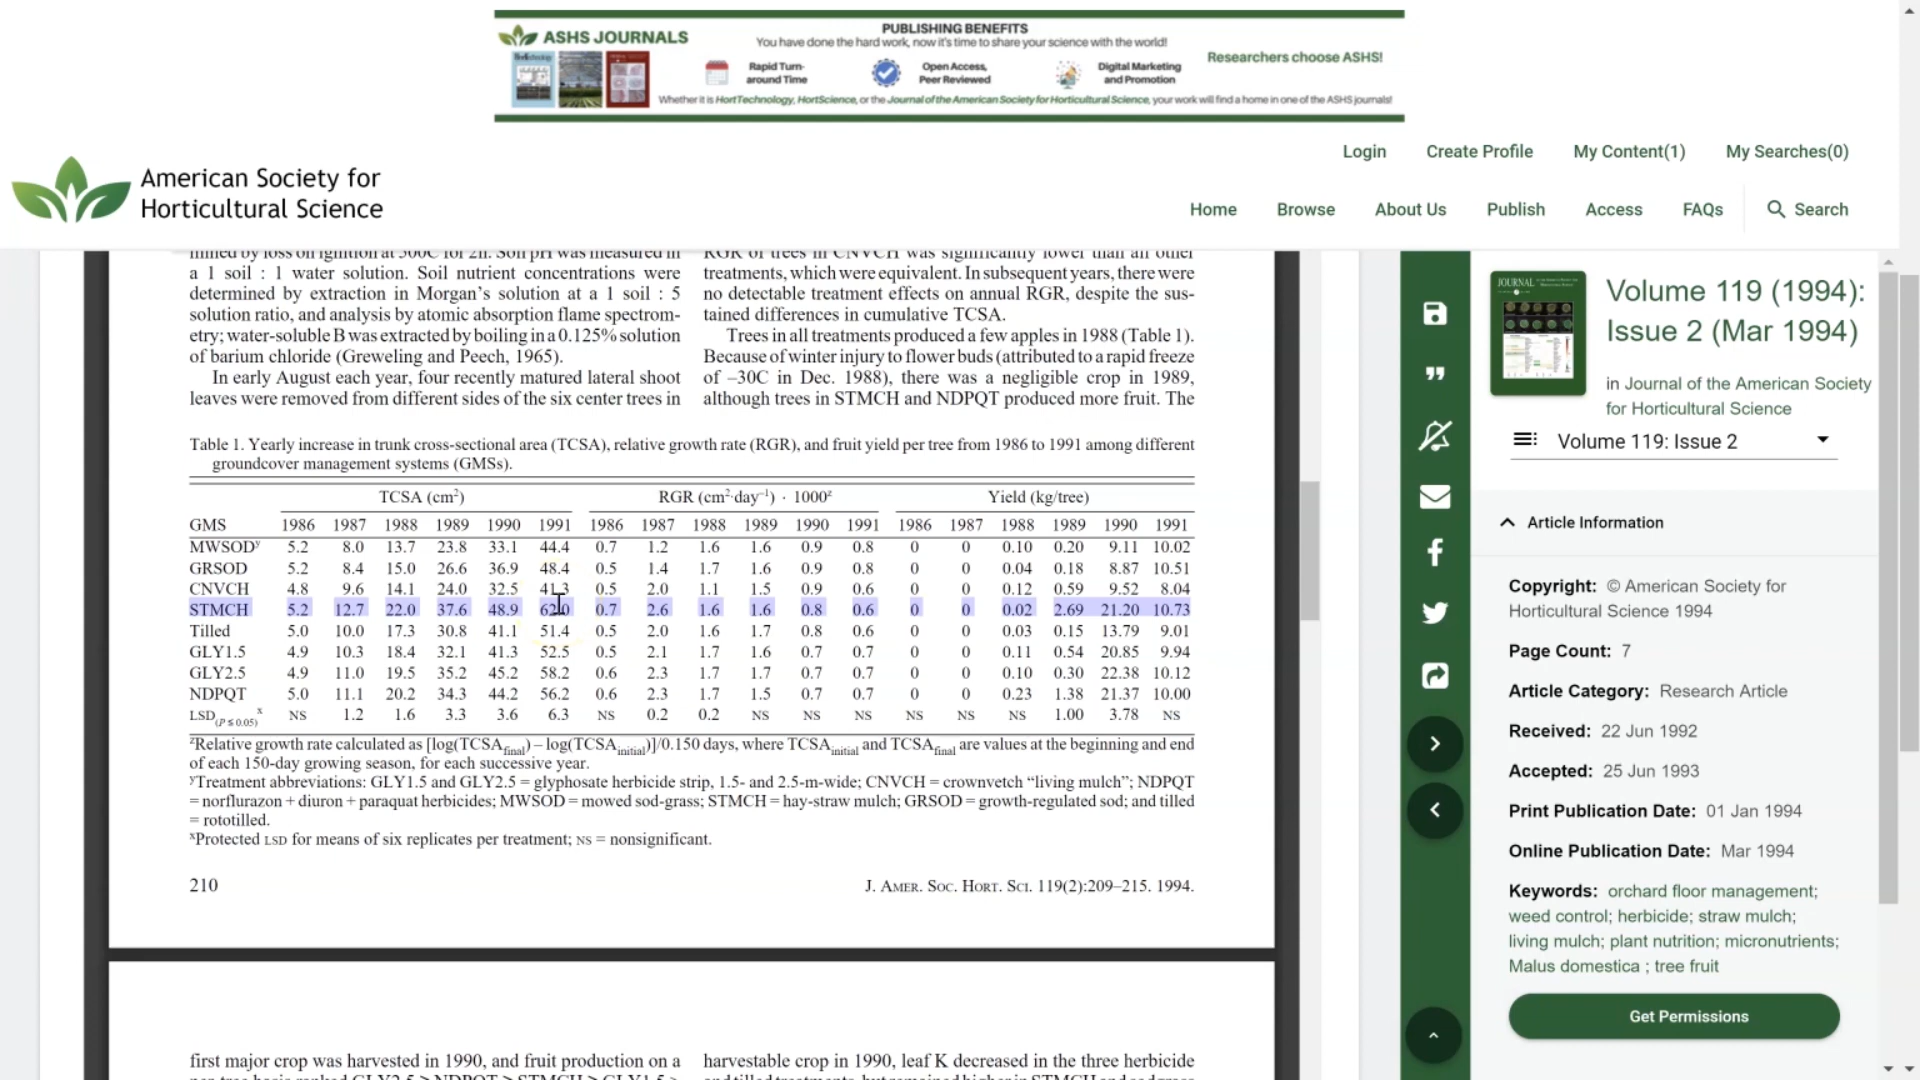 ASHS JOURNALS
PUBLISHING BENEFITS
You have done the hard work, now it's time to share your science with the world!
Rapid Turn-
around Time
Open Access,
Peer Reviewed
Digital Marketing
and Promotion
Researchers choose ASHS!
Whether it is HortTechnology, HortScience, or the Journal of the American Society for Horticultural Science, your work will find a home in one of the ASHS journals!
Login Create Profile My Content(1) My Searches(0)
American Society for
Horticultural Science
Home Browse About Us Publish Access FAQs Search
mined by loss on ignition at 500C for 2h. Soil pH was measured in
a 1 soil : 1 water solution. Soil nutrient concentrations were
determined by extraction in Morgan's solution at a 1 soil : 5
solution ratio, and analysis by atomic absorption flame spectrom-
etry; water-soluble B was extracted by boiling in a 0.125% solution
of barium chloride (Greweling and Peech, 1965).
In early August each year, four recently matured lateral shoot
leaves were removed from different sides of the six center trees in
RGR of trees in CNVCH was significantly lower than all other
treatments, which were equivalent. In subsequent years, there were
no detectable treatment effects on annual RGR, despite the sus-
tained differences in cumulative TCSA.
Trees in all treatments produced a few apples in 1988 (Table 1).
Because of winter injury to flower buds (attributed to a rapid freeze
of –30C in Dec. 1988), there was a negligible crop in 1989,
although trees in STMCH and NDPQT produced more fruit. The
Table 1. Yearly increase in trunk cross-sectional area (TCSA), relative growth rate (RGR), and fruit yield per tree from 1986 to 1991 among different
groundcover management systems (GMSs).
TCSA (cm²) RGR (cm²·day⁻¹) · 1000ᶻ Yield (kg/tree)
GMS 1986 1987 1988 1989 1990 1991 1986 1987 1988 1989 1990 1991 1986 1987 1988 1989 1990 1991
MWSODʸ 5.2 8.0 13.7 23.8 33.1 44.4 0.7 1.2 1.6 1.6 0.9 0.8 0 0 0.10 0.20 9.11 10.02
GRSOD 5.2 8.4 15.0 26.6 36.9 48.4 0.5 1.4 1.7 1.6 0.9 0.8 0 0 0.04 0.18 8.87 10.51
CNVCH 4.8 9.6 14.1 24.0 32.5 41.3 0.5 2.0 1.1 1.5 0.9 0.6 0 0 0.12 0.59 9.52 8.04
STMCH 5.2 12.7 22.0 37.6 48.9 62.0 0.7 2.6 1.6 1.6 0.8 0.6 0 0 0.02 2.69 21.20 10.73
Tilled 5.0 10.0 17.3 30.8 41.1 51.4 0.5 2.0 1.6 1.7 0.8 0.6 0 0 0.03 0.15 13.79 9.01
GLY1.5 4.9 10.3 18.4 32.1 41.3 52.5 0.5 2.1 1.7 1.6 0.7 0.7 0 0 0.11 0.54 20.85 9.94
GLY2.5 4.9 11.0 19.5 35.2 45.2 58.2 0.6 2.3 1.7 1.7 0.7 0.7 0 0 0.10 0.30 22.38 10.12
NDPQT 5.0 11.1 20.2 34.3 44.2 56.2 0.6 2.3 1.7 1.5 0.7 0.7 0 0 0.23 1.38 21.37 10.00
LSD(P ≤ 0.05)ˣ NS 1.2 1.6 3.3 3.6 6.3 NS 0.2 0.2 NS NS NS NS NS NS 1.00 3.78 NS
ᶻRelative growth rate calculated as [log(TCSAfinal) – log(TCSAinitial)]/0.150 days, where TCSAinitial and TCSAfinal are values at the beginning and end
of each 150-day growing season, for each successive year.
ʸTreatment abbreviations: GLY1.5 and GLY2.5 = glyphosate herbicide strip, 1.5- and 2.5-m-wide; CNVCH = crownvetch “living mulch”; NDPQT
= norflurazon + diuron + paraquat herbicides; MWSOD = mowed sod-grass; STMCH = hay-straw mulch; GRSOD = growth-regulated sod; and tilled
= rototilled.
ˣProtected LSD for means of six replicates per treatment; NS = nonsignificant.
210
J. AMER. SOC. HORT. SCI. 119(2):209–215. 1994.
first major crop was harvested in 1990, and fruit production on a
harvestable crop in 1990, leaf K decreased in the three herbicide
JOURNAL
Volume 119 (1994):
Issue 2 (Mar 1994)
in Journal of the American Society
for Horticultural Science
Volume 119: Issue 2
Article Information
Copyright: © American Society for
Horticultural Science 1994
Page Count: 7
Article Category: Research Article
Received: 22 Jun 1992
Accepted: 25 Jun 1993
Print Publication Date: 01 Jan 1994
Online Publication Date: Mar 1994
Keywords: orchard floor management;
weed control; herbicide; straw mulch;
living mulch; plant nutrition; micronutrients;
Malus domestica ; tree fruit
Get Permissions